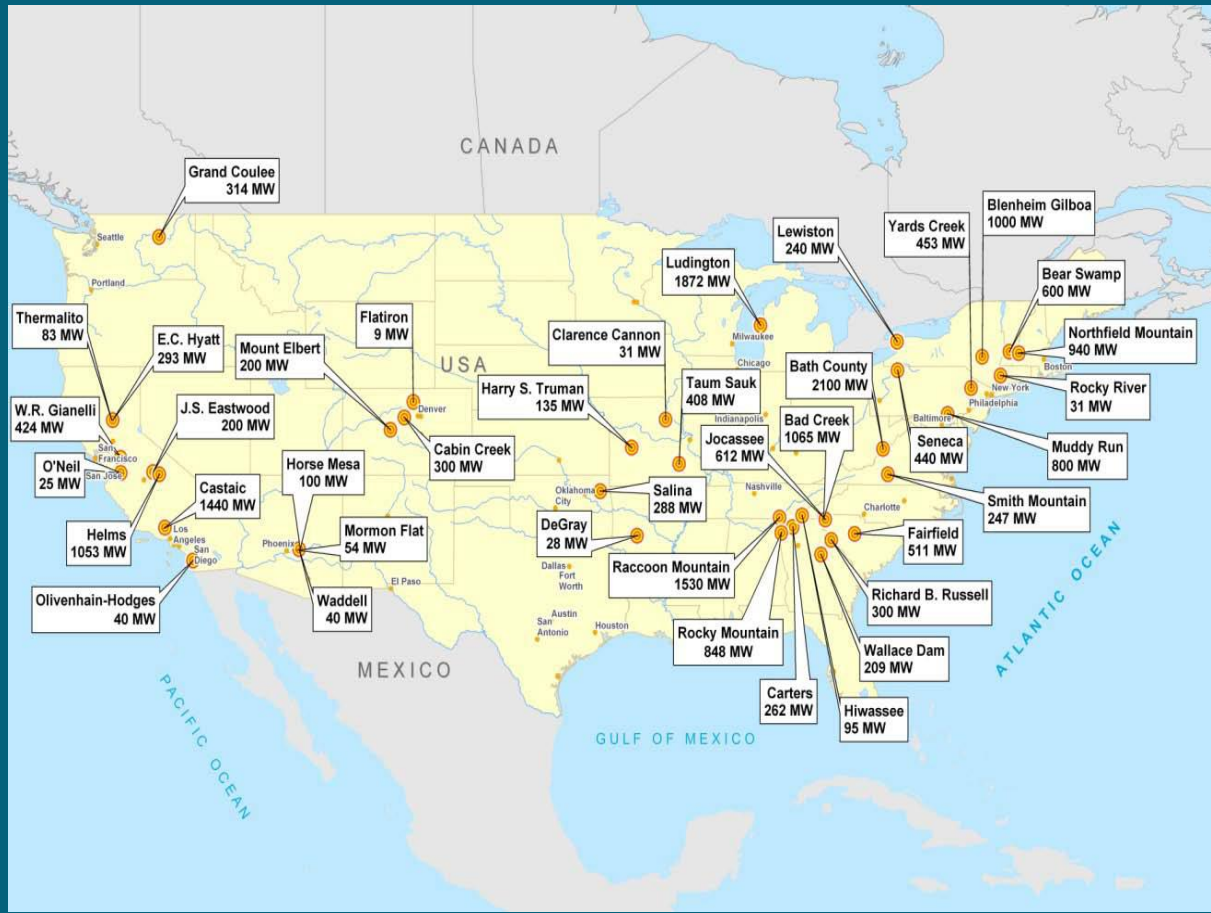 CANADA
Grand Coulee
314 MW
Seattle
Portland
Thermalito
83 MW
E.C. Hyatt
293 MW
Mount Elbert
200 MW
Flatiron
9 MW
USA
Ludington
1872 MW
Lewiston
240 MW
Yards Creek
453 MW
Blenheim Gilboa
1000 MW
Bear Swamp
600 MW
Northfield Mountain
940 MW
Boston
Rocky River
31 MW
New York
Philadelphia
Baltimore
Muddy Run
800 MW
Milwaukee
Chicago
Clarence Cannon
31 MW
Harry S. Truman
135 MW
Taum Sauk
408 MW
Indianapolis
Bath County
2100 MW
Bad Creek
1065 MW
Jocassee
612 MW
Seneca
440 MW
Smith Mountain
247 MW
W.R. Gianelli
424 MW
J.S. Eastwood
200 MW
San
Francisco
San Jose
O'Neil
25 MW
Denver
Cabin Creek
300 MW
Horse Mesa
100 MW
Castaic
1440 MW
Helms
1053 MW
Los
Angeles
San
Diego
Phoenix
Mormon Flat
54 MW
Olivenhain-Hodges
40 MW
Waddell
40 MW
El Paso
Oklahoma
City
Salina
288 MW
DeGray
28 MW
Nashville
Charlotte
Dallas
Fort
Worth
Austin
San
Antonio
Houston
Raccoon Mountain
1530 MW
Fairfield
511 MW
Richard B. Russell
300 MW
Rocky Mountain
848 MW
Wallace Dam
209 MW
Carters
262 MW
Hiwassee
95 MW
MEXICO
GULF OF MEXICO
PACIFIC OCEAN
ATLANTIC OCEAN